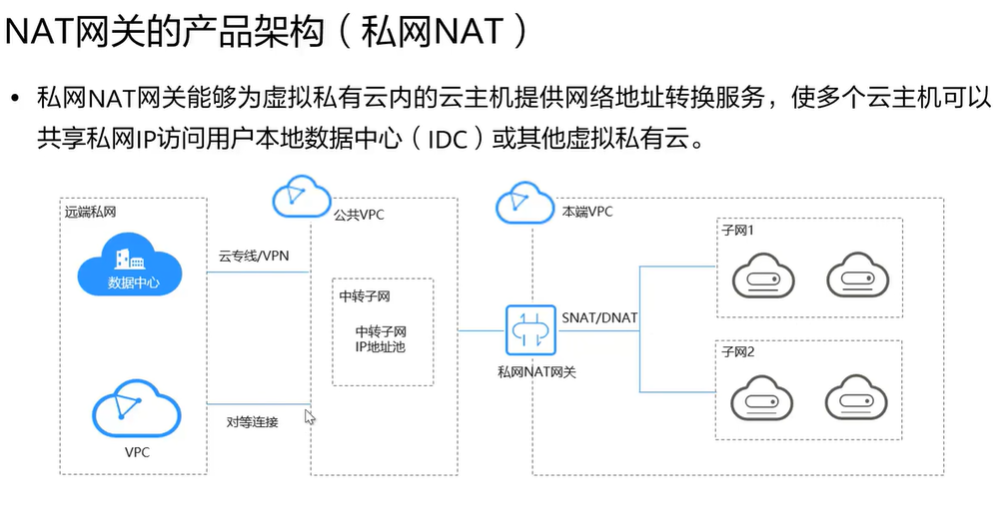 NAT网关的产品架构（私网NAT）
• 私网NAT网关能够为虚拟私有云内的云主机提供网络地址转换服务，使多个云主机可以
共享私网IP访问用户本地数据中心（IDC）或其他虚拟私有云。
远端私网
数据中心
VPC
云专线/VPN
对等连接
公共VPC
中转子网
中转子网
IP地址池
本端VPC
私网NAT网关
SNAT/DNAT
子网1
子网2